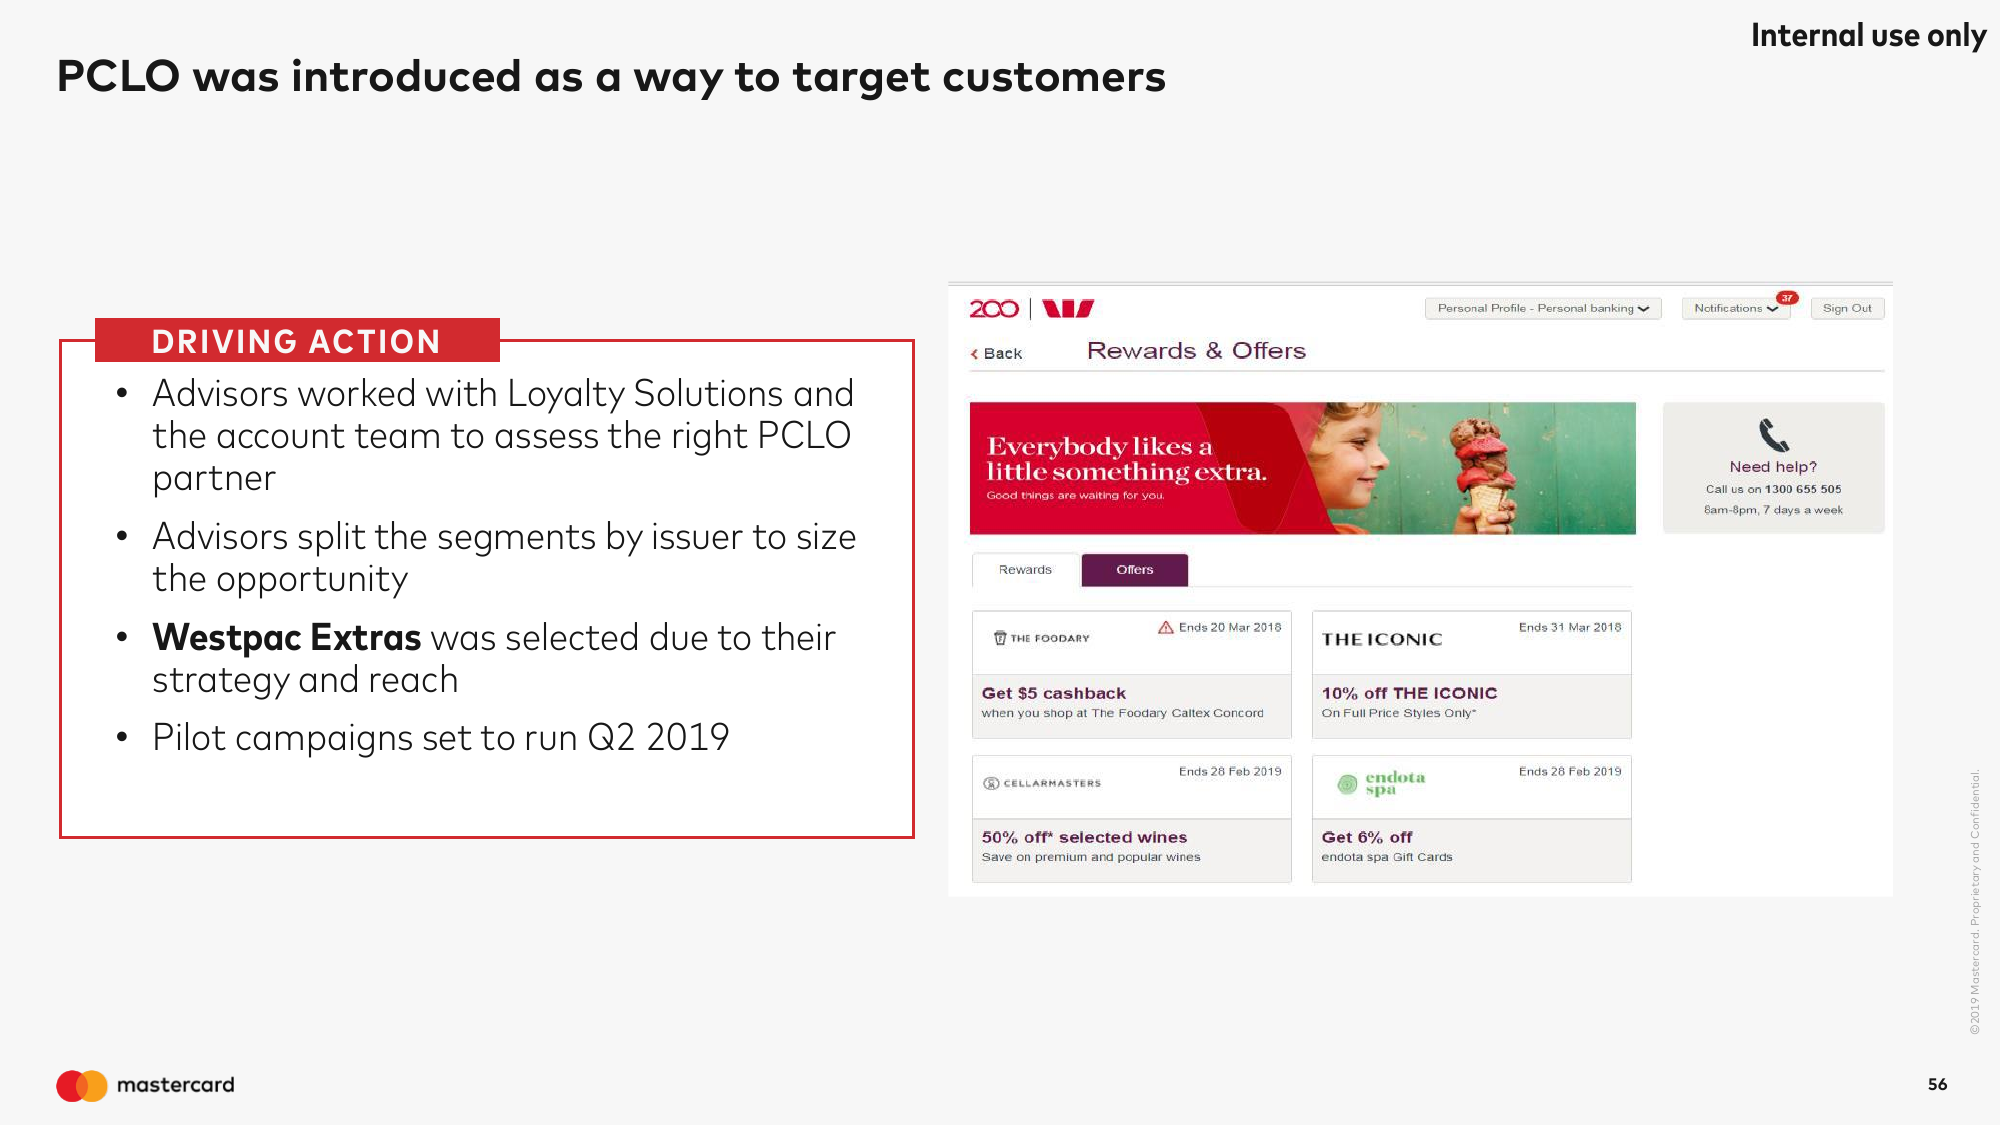 Internal use only
PCLO was introduced as a way to target customers
DRIVING ACTION
• Advisors worked with Loyalty Solutions and
the account team to assess the right PCLO
partner
• Advisors split the segments by issuer to size
the opportunity
• Westpac Extras was selected due to their
strategy and reach
• Pilot campaigns set to run Q2 2019
200
Personal Profile - Personal banking
Notifications
37
Sign Out
Back
Rewards & Offers
Everybody likes a
little something extra.
Good things are waiting for you.
Need help?
Call us on 1300 655 505
8am-8pm, 7 days a week
Rewards
Offers
THE FOODARY
Ends 20 Mar 2018
Get $5 cashback
when you shop at The Foodary Caltex Concord
THE ICONIC
Ends 31 Mar 2018
10% off THE ICONIC
On Full Price Styles Only*
CELLARMASTERS
Ends 28 Feb 2019
50% off* selected wines
Save on premium and popular wines
endota
spa
Ends 28 Feb 2019
Get 6% off
endota spa Gift Cards
©2019 Mastercard. Proprietary and Confidential.
mastercard
56